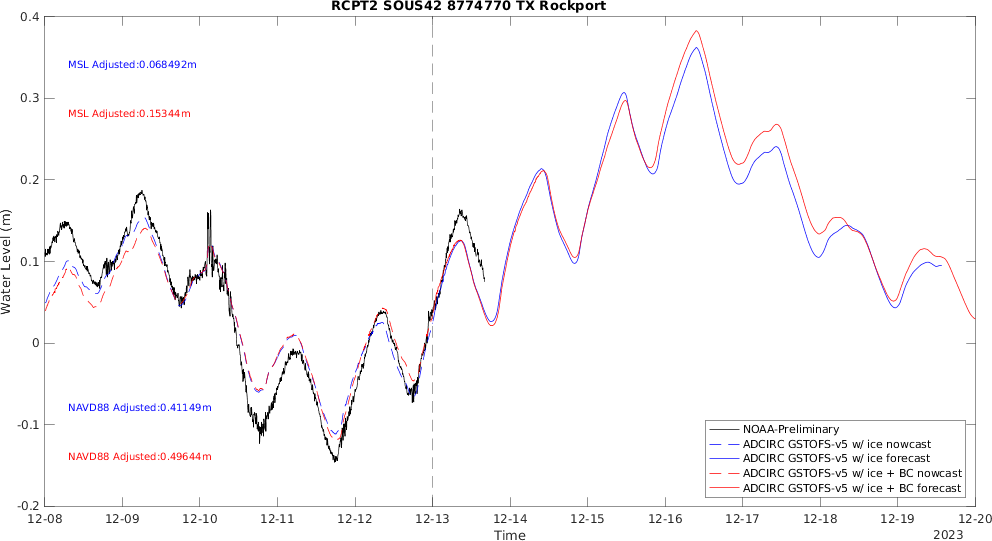 RCPT2 SOUS42 8774770 TX Rockport
0.4
0.3
0.2
0.1
0
-0.1
-0.2
Water Level (m)
MSL Adjusted:0.068492m
MSL Adjusted:0.15344m
NAVD88 Adjusted:0.41149m
NAVD88 Adjusted:0.49644m
NOAA-Preliminary
ADCIRC GSTOFS-v5 w/ ice nowcast
ADCIRC GSTOFS-v5 w/ ice forecast
ADCIRC GSTOFS-v5 w/ ice + BC nowcast
ADCIRC GSTOFS-v5 w/ ice + BC forecast
12-08 12-09 12-10 12-11 12-12 12-13 12-14 12-15 12-16 12-17 12-18 12-19 12-20
Time
2023